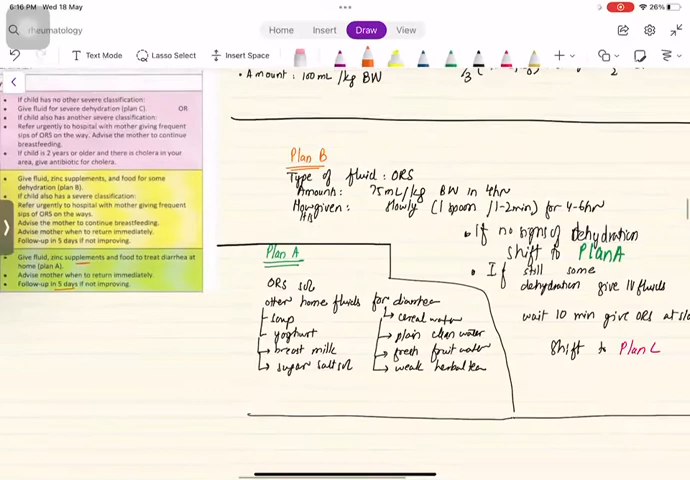 6:16 PM Wed 18 May
26%
rheumatology
Home Insert Draw View
Text Mode Lasso Select Insert Space
• If child has no other severe classification:
• Give fluid for severe dehydration (plan C). OR
• If child also has another severe classification:
• Refer urgently to hospital with mother giving frequent
sips of ORS on the way. Advise the mother to continue
breastfeeding.
• If child is 2 years or older and there is cholera in your
area, give antibiotic for cholera.
• Give fluid, zinc supplements, and food for some
dehydration (plan B).
• If child also has a severe classification:
• Refer urgently to hospital with mother giving frequent
sips of ORS on the ways.
• Advise the mother to continue breastfeeding.
• Advise mother when to return immediately.
• Follow-up in 5 days if not improving.
• Give fluid, zinc supplements and food to treat diarrhea at
home (plan A).
• Advise mother when to return immediately.
• Follow-up in 5 days if not improving.
• Amount : 100 mL /kg BW
Plan B
Type of fluid : ORS
Amount : 75mL/kg BW in 4hr
How given : slowly (1 spoon /1-2min) for 4-6hr
• If no signs of dehydration
shift to Plan A
• If still some
dehydration give IV fluids
wait 10 min give ORS at
Shift to Plan C
Plan A
ORS sol
other home fluids for diarrhea
soup
yoghurt
breast milk
sugar salt sol
cereal water
plain clean water
fresh fruit water
weak herbal tea